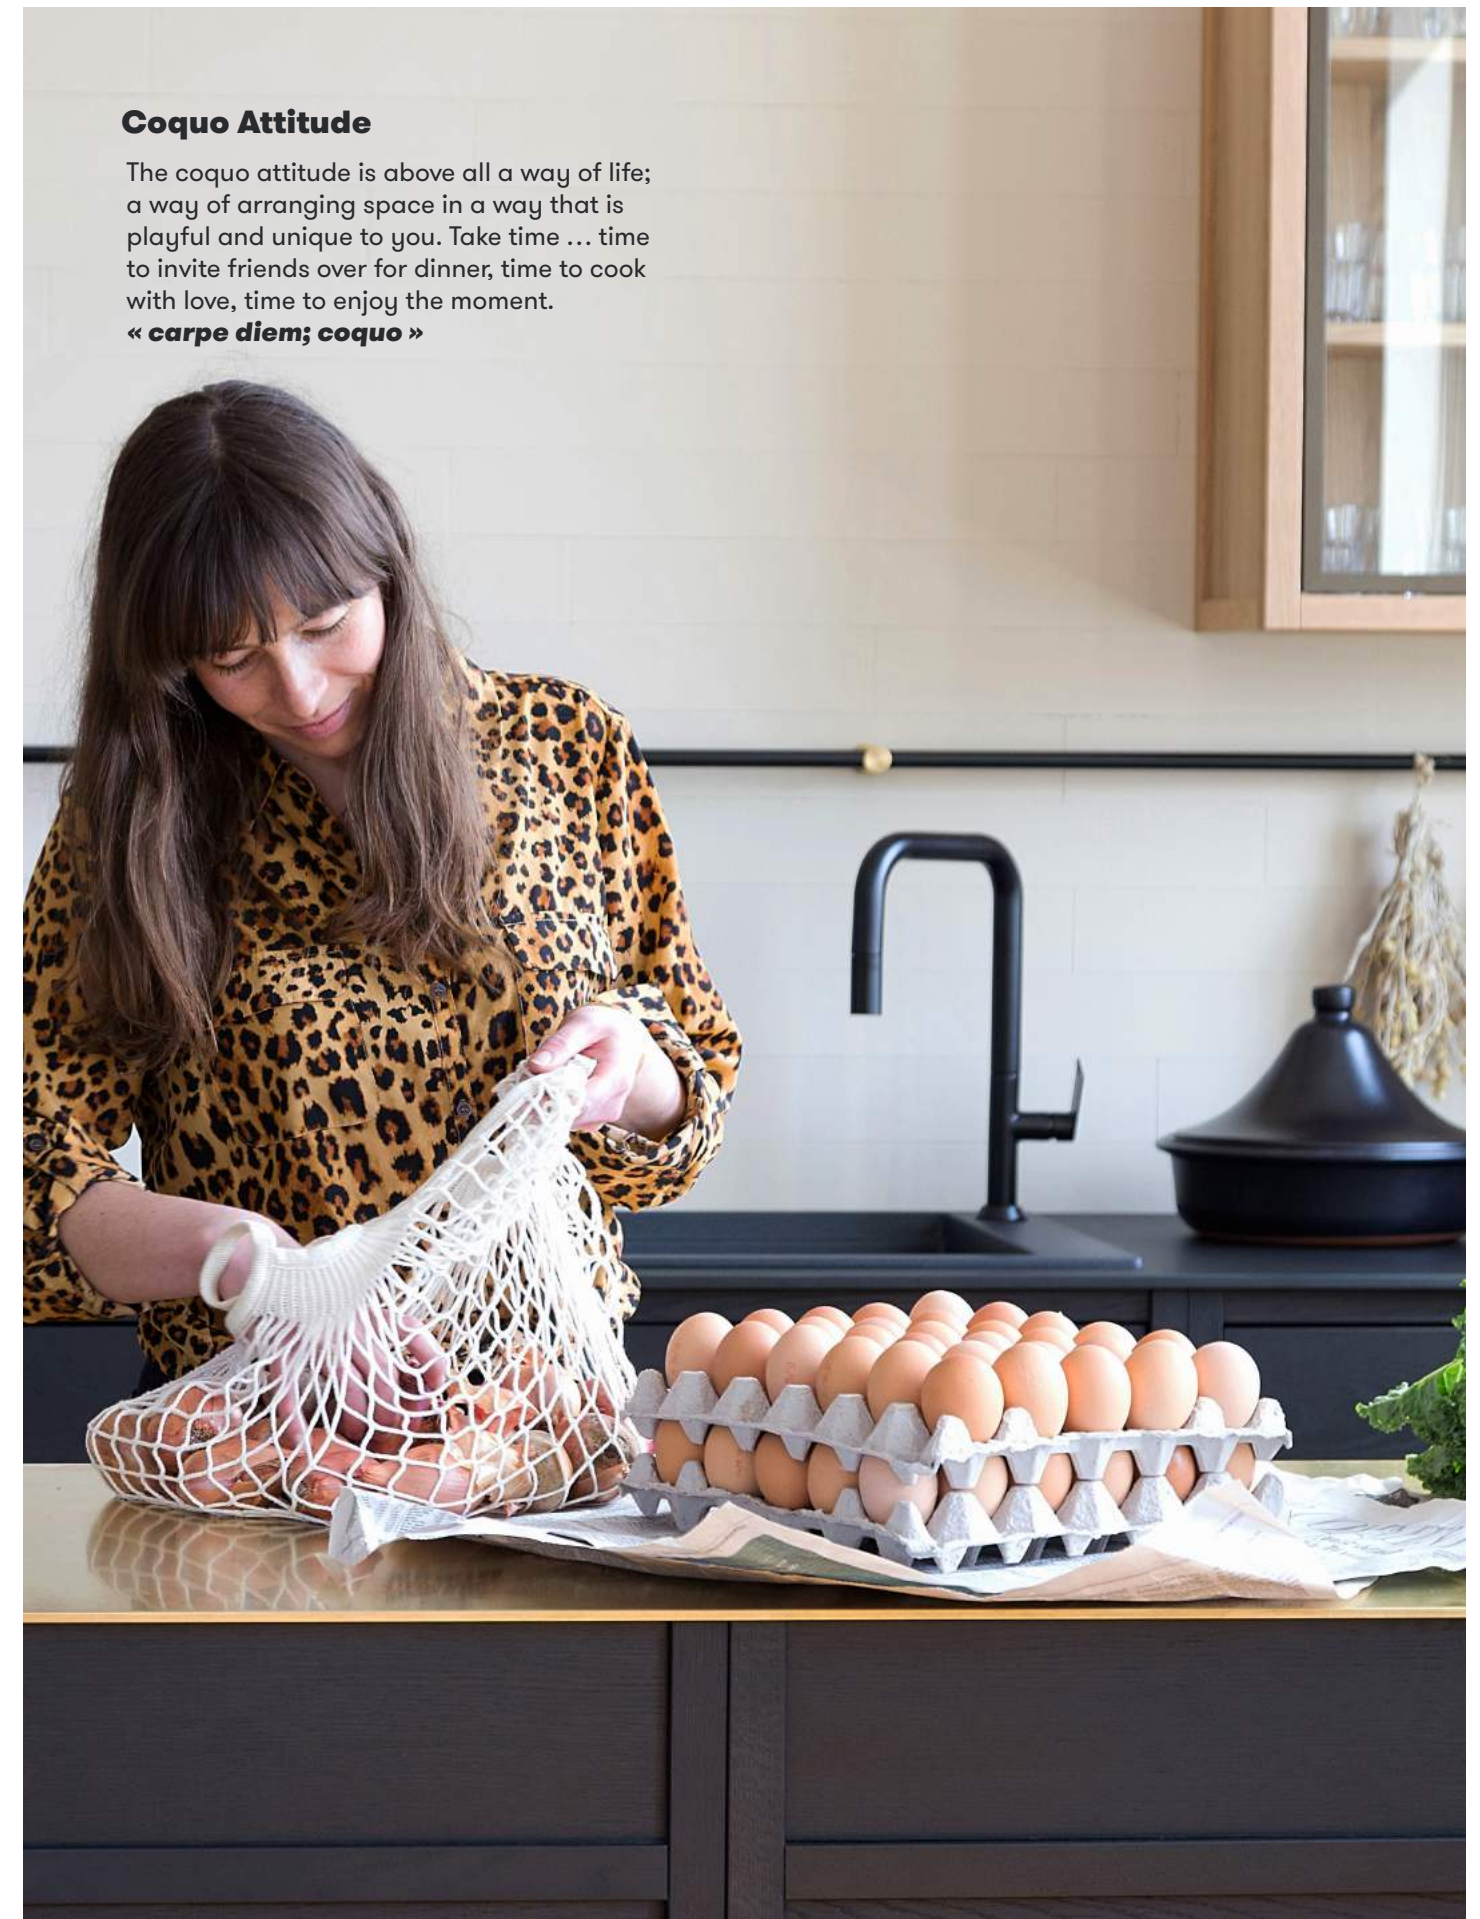 Coquo Attitude
The coquo attitude is above all a way of life;
a way of arranging space in a way that is
playful and unique to you. Take time ... time
to invite friends over for dinner, time to cook
with love, time to enjoy the moment.
« carpe diem; coquo »